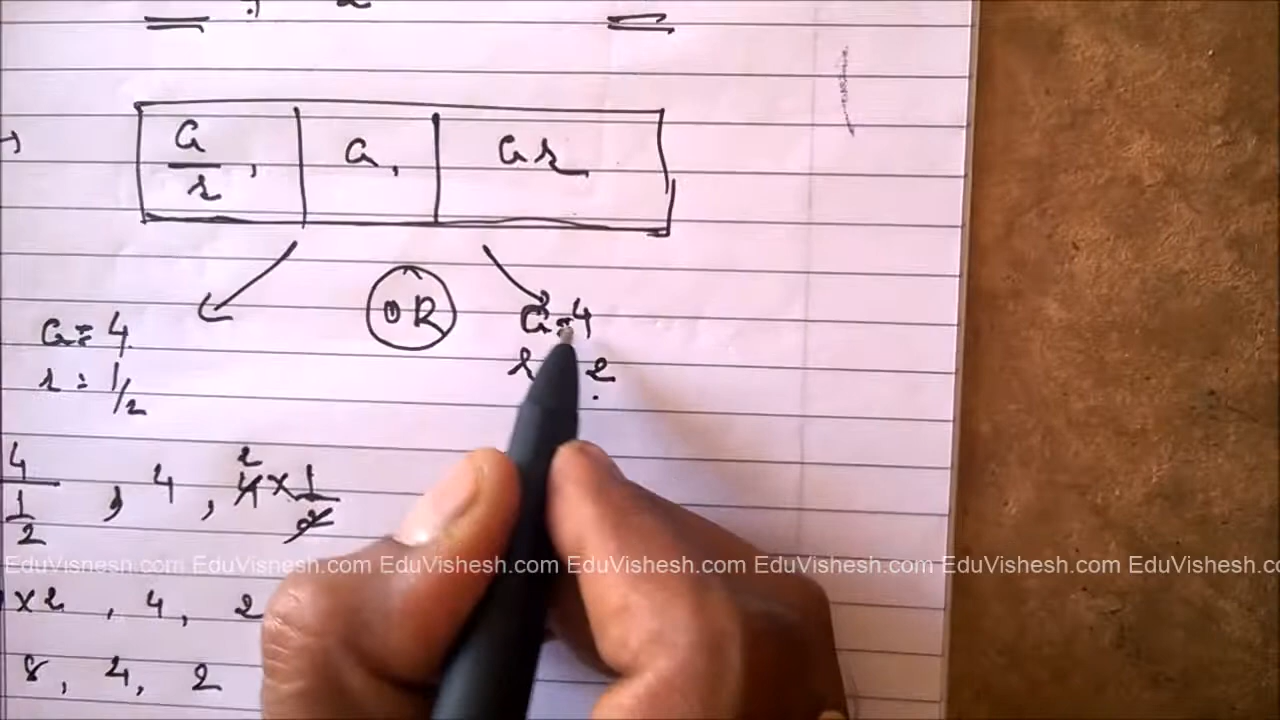 a/r, a, ar
OR
a = 4 a = 4
r = 1/2 r 2
4/(1/2) , 4 , 2 4 × 1/2
EduVishesh.com EduVishesh.com EduVishesh.com EduVishesh.com EduVishesh.com EduVishesh.com EduVishesh.com
×2 , 4, 2
8, 4, 2